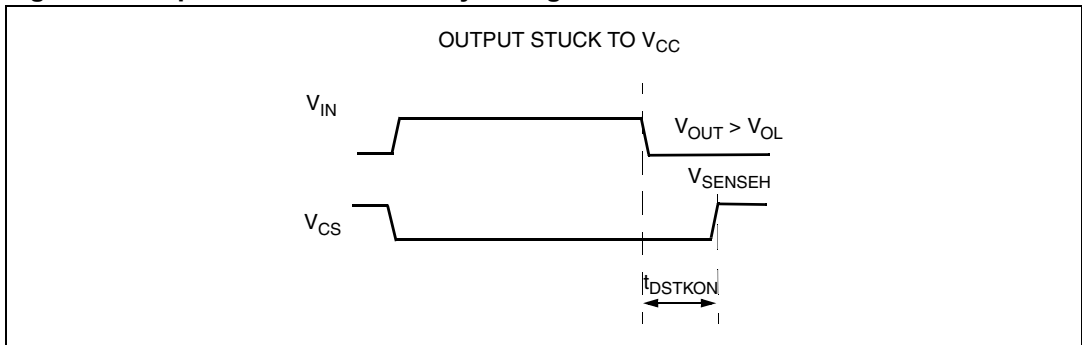 OUTPUT STUCK TO VCC
VIN
VOUT > VOL
VSENSEH
VCS
tDSTKON